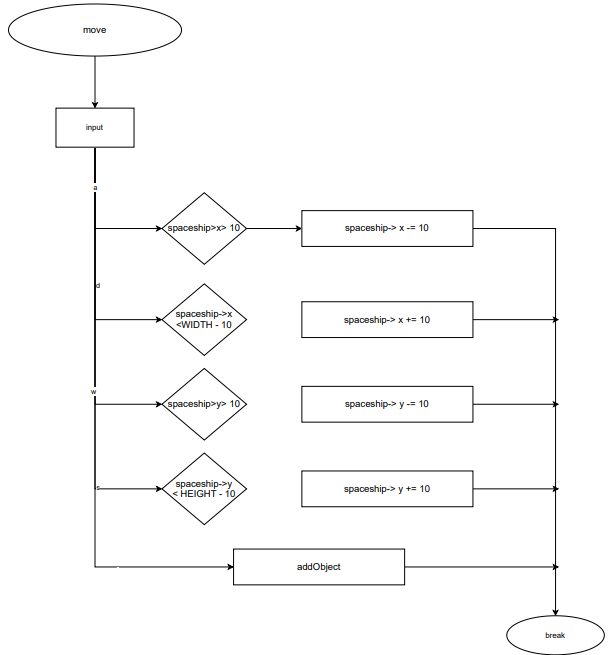 move
input
a
spaceship>x> 10
spaceship-> x -= 10
d
spaceship->x
<WIDTH - 10
spaceship-> x += 10
w
spaceship>y> 10
spaceship-> y -= 10
s
spaceship->y
< HEIGHT - 10
spaceship-> y += 10
addObject
break